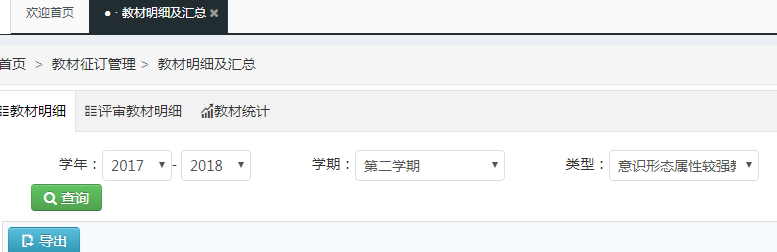 欢迎首页 ● · 教材明细及汇总 ×
首页 > 教材征订管理 > 教材明细及汇总
教材明细 评审教材明细 教材统计
学年： 2017 - 2018 学期： 第二学期 类型： 意识形态属性较强
查询
导出